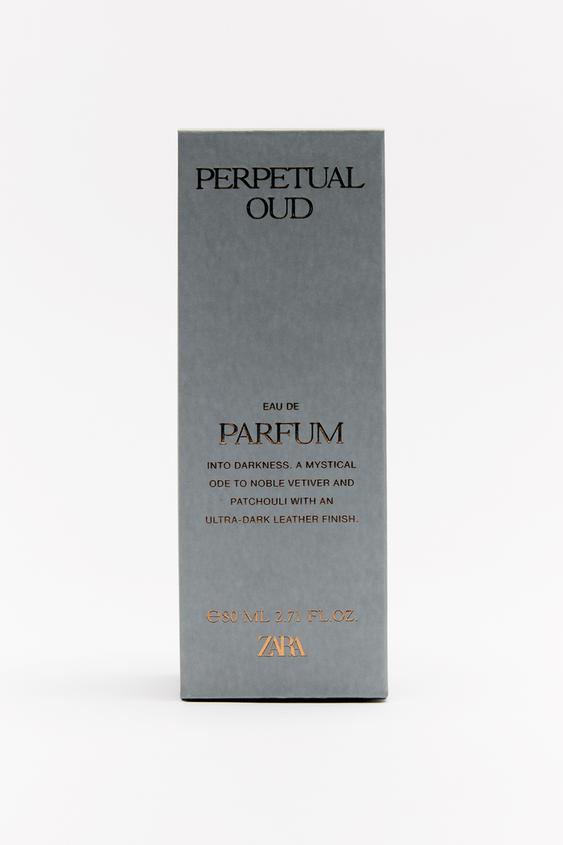 PERPETUAL
OUD
EAU DE
PARFUM
INTO DARKNESS. A MYSTICAL
ODE TO NOBLE VETIVER AND
PATCHOULI WITH AN
ULTRA-DARK LEATHER FINISH.
℮80 ML 2.71 FL.OZ.
ZARA